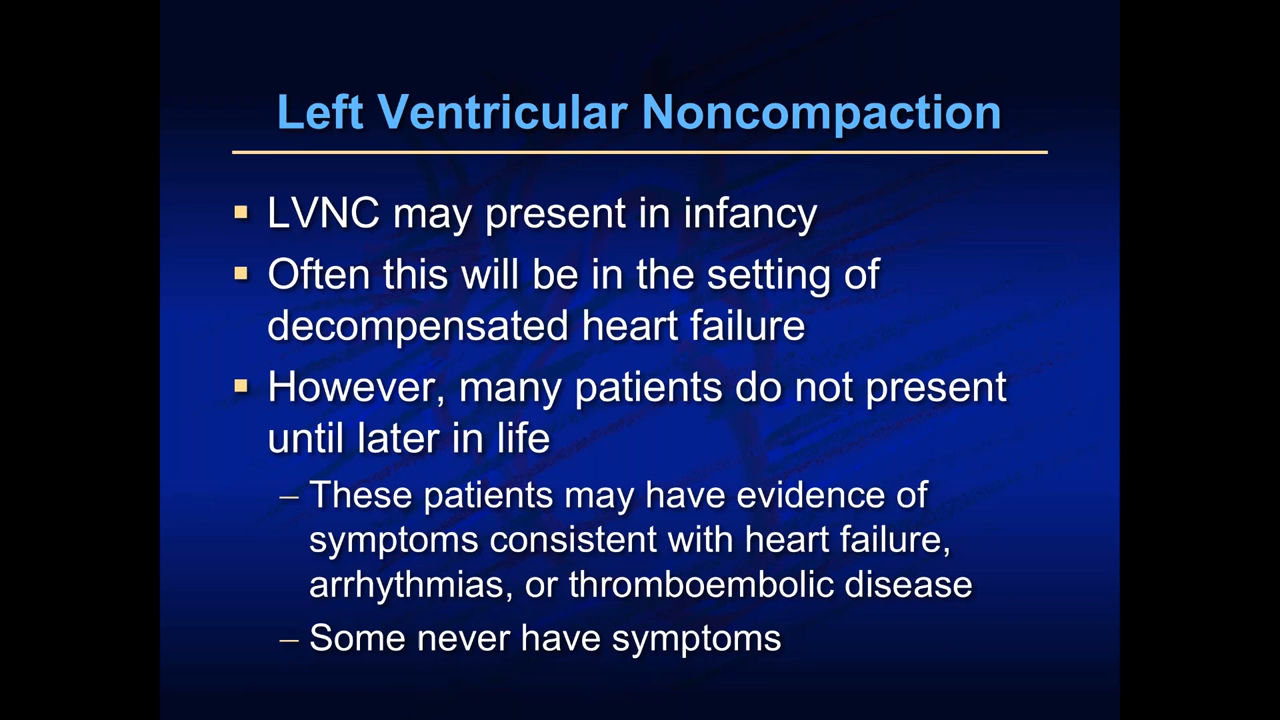 Left Ventricular Noncompaction
▪ LVNC may present in infancy
▪ Often this will be in the setting of
decompensated heart failure
▪ However, many patients do not present
until later in life
– These patients may have evidence of
symptoms consistent with heart failure,
arrhythmias, or thromboembolic disease
– Some never have symptoms